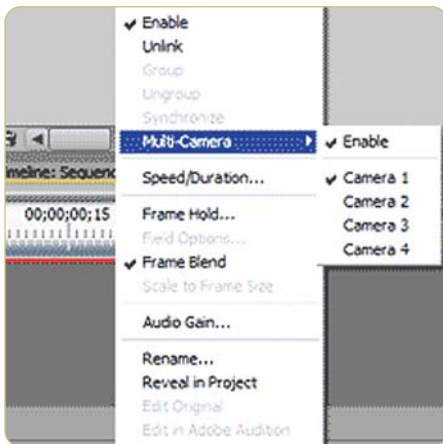 Enable
Unlink
Group
Ungroup
Synchronize
Multi-Camera
Enable
Speed/Duration...
Camera 1
Camera 2
Camera 3
Camera 4
Timeline: Sequenc
00;00;00;15
Frame Hold...
Field Options...
Frame Blend
Scale to Frame Size
Audio Gain...
Rename...
Reveal in Project
Edit Original
Edit in Adobe Audition